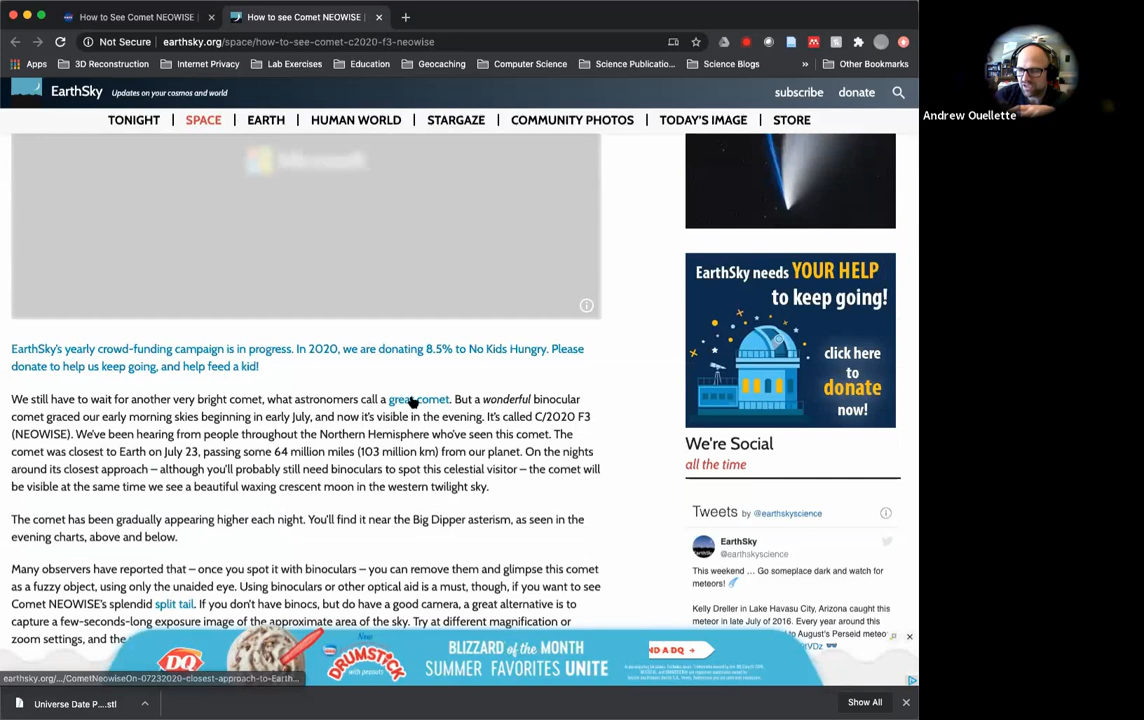 How to See Comet NEOWISE
How to see Comet NEOWISE |
Not Secure | earthsky.org/space/how-to-see-comet-c2020-f3-neowise
Apps 3D Reconstruction Internet Privacy Lab Exercises Education Geocaching Computer Science Science Publicatio... Science Blogs » Other Bookmarks
EarthSky Updates on your cosmos and world subscribe donate
TONIGHT | SPACE | EARTH | HUMAN WORLD | STARGAZE | COMMUNITY PHOTOS | TODAY'S IMAGE | STORE
Microsoft
EarthSky's yearly crowd-funding campaign is in progress. In 2020, we are donating 8.5% to No Kids Hungry. Please
donate to help us keep going, and help feed a kid!
We still have to wait for another very bright comet, what astronomers call a great comet. But a wonderful binocular
comet graced our early morning skies beginning in early July, and now it's visible in the evening. It's called C/2020 F3
(NEOWISE). We've been hearing from people throughout the Northern Hemisphere who've seen this comet. The
comet was closest to Earth on July 23, passing some 64 million miles (103 million km) from our planet. On the nights
around its closest approach – although you'll probably still need binoculars to spot this celestial visitor – the comet will
be visible at the same time we see a beautiful waxing crescent moon in the western twilight sky.
The comet has been gradually appearing higher each night. You'll find it near the Big Dipper asterism, as seen in the
evening charts, above and below.
Many observers have reported that – once you spot it with binoculars – you can remove them and glimpse this comet
as a fuzzy object, using only the unaided eye. Using binoculars or other optical aid is a must, though, if you want to see
Comet NEOWISE's splendid split tail. If you don't have binocs, but do have a good camera, a great alternative is to
capture a few-seconds-long exposure image of the approximate area of the sky. Try at different magnification or
zoom settings, and the
EarthSky needs YOUR HELP
to keep going!
click here
to
donate
now!
We're Social
all the time
Tweets by @earthskyscience
EarthSky
@earthskyscience
This weekend ... Go someplace dark and watch for
meteors!
Kelly Dreller in Lake Havasu City, Arizona caught this
meteor in late July of 2016. Every year around this
to August's Perseid meteo
DQ
New
DRUMSTICK
with peanuts
BLIZZARD of the MONTH
SUMMER FAVORITES UNITE
ND A DQ
earthsky.org/.../CometNeowiseOn-07232020-closest-approach-to-Earth...
Universe Date P....stl
Show All
Andrew Ouellette